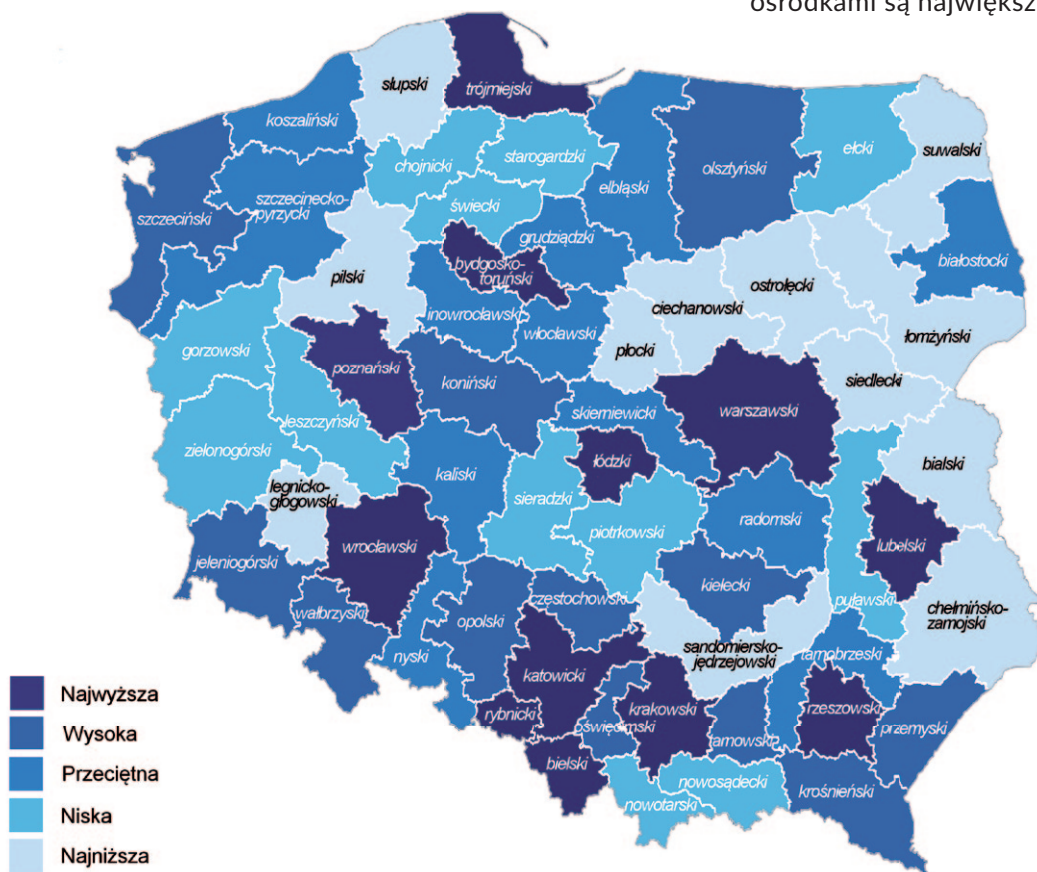 ośrodkami są największ
słupski
trójmiejski
koszaliński
chojnicki
starogardzki
elbląski
olsztyński
ełcki
suwalski
szczeciński
szczecinecko-
pyrzycki
świecki
grudziądzki
białostocki
bydgosko-
toruński
pilski
inowrocławsk
włocławski
ciechanowski
ostrołęcki
łomżyński
płocki
siedlecki
gorzowski
poznański
koniński
warszawski
skierniewicki
leszczyński
zielonogórski
kaliski
łódzki
bialski
legnicko-
głogowski
sieradzki
piotrkowski
radomski
lubelski
wrocławski
jeleniogórski
kielecki
puławski
chełmińsko-
zamojski
wałbrzyski
opolski
częstochowski
sandomiersko-
jędrzejowski
tarnobrzeski
nyski
katowicki
rybnicki
oświęcimski
krakowski
tarnowski
rzeszowski
przemyski
bielski
nowosądecki
nowotarski
krośnieński
Najwyższa
Wysoka
Przeciętna
Niska
Najniższa